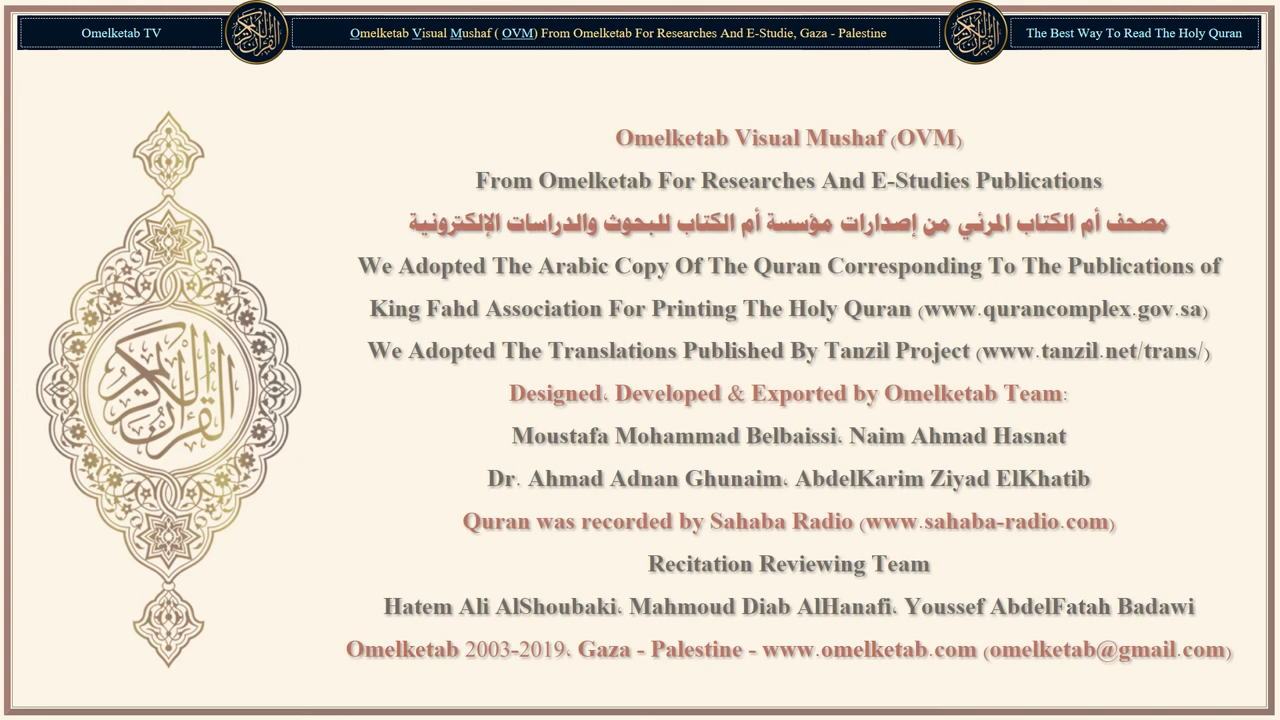 Omelketab TV
Omelketab Visual Mushaf ( OVM) From Omelketab For Researches And E-Studie, Gaza - Palestine
The Best Way To Read The Holy Quran
Omelketab Visual Mushaf (OVM)
From Omelketab For Researches And E-Studies Publications
مصحف أم الكتاب المرئي من إصدارات مؤسسة أم الكتاب للبحوث والدراسات الإلكترونية
We Adopted The Arabic Copy Of The Quran Corresponding To The Publications of
King Fahd Association For Printing The Holy Quran (www.qurancomplex.gov.sa)
We Adopted The Translations Published By Tanzil Project (www.tanzil.net/trans/)
Designed، Developed & Exported by Omelketab Team:
Moustafa Mohammad Belbaissi، Naim Ahmad Hasnat
Dr. Ahmad Adnan Ghunaim، AbdelKarim Ziyad ElKhatib
Quran was recorded by Sahaba Radio (www.sahaba-radio.com)
Recitation Reviewing Team
Hatem Ali AlShoubaki، Mahmoud Diab AlHanafi، Youssef AbdelFatah Badawi
Omelketab 2003-2019، Gaza - Palestine - www.omelketab.com (omelketab@gmail.com)
القرآن الكريم